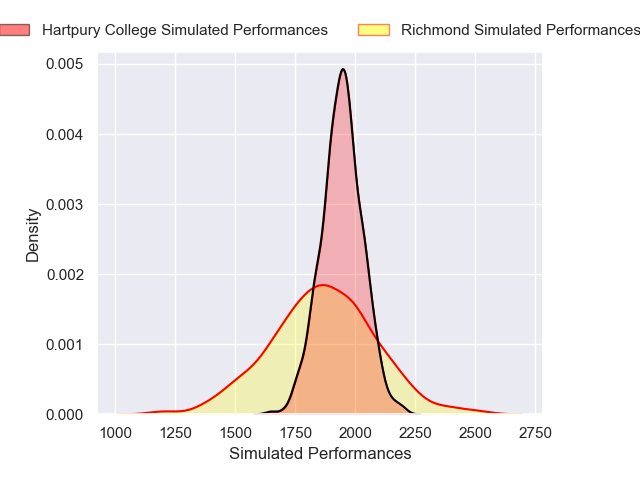 Hartpury College Simulated Performances Richmond Simulated Performances
0.005
0.004
0.003
0.002
0.001
0.000
Density
1000 1250 1500 1750 2000 2250 2500 2750
Simulated Performances